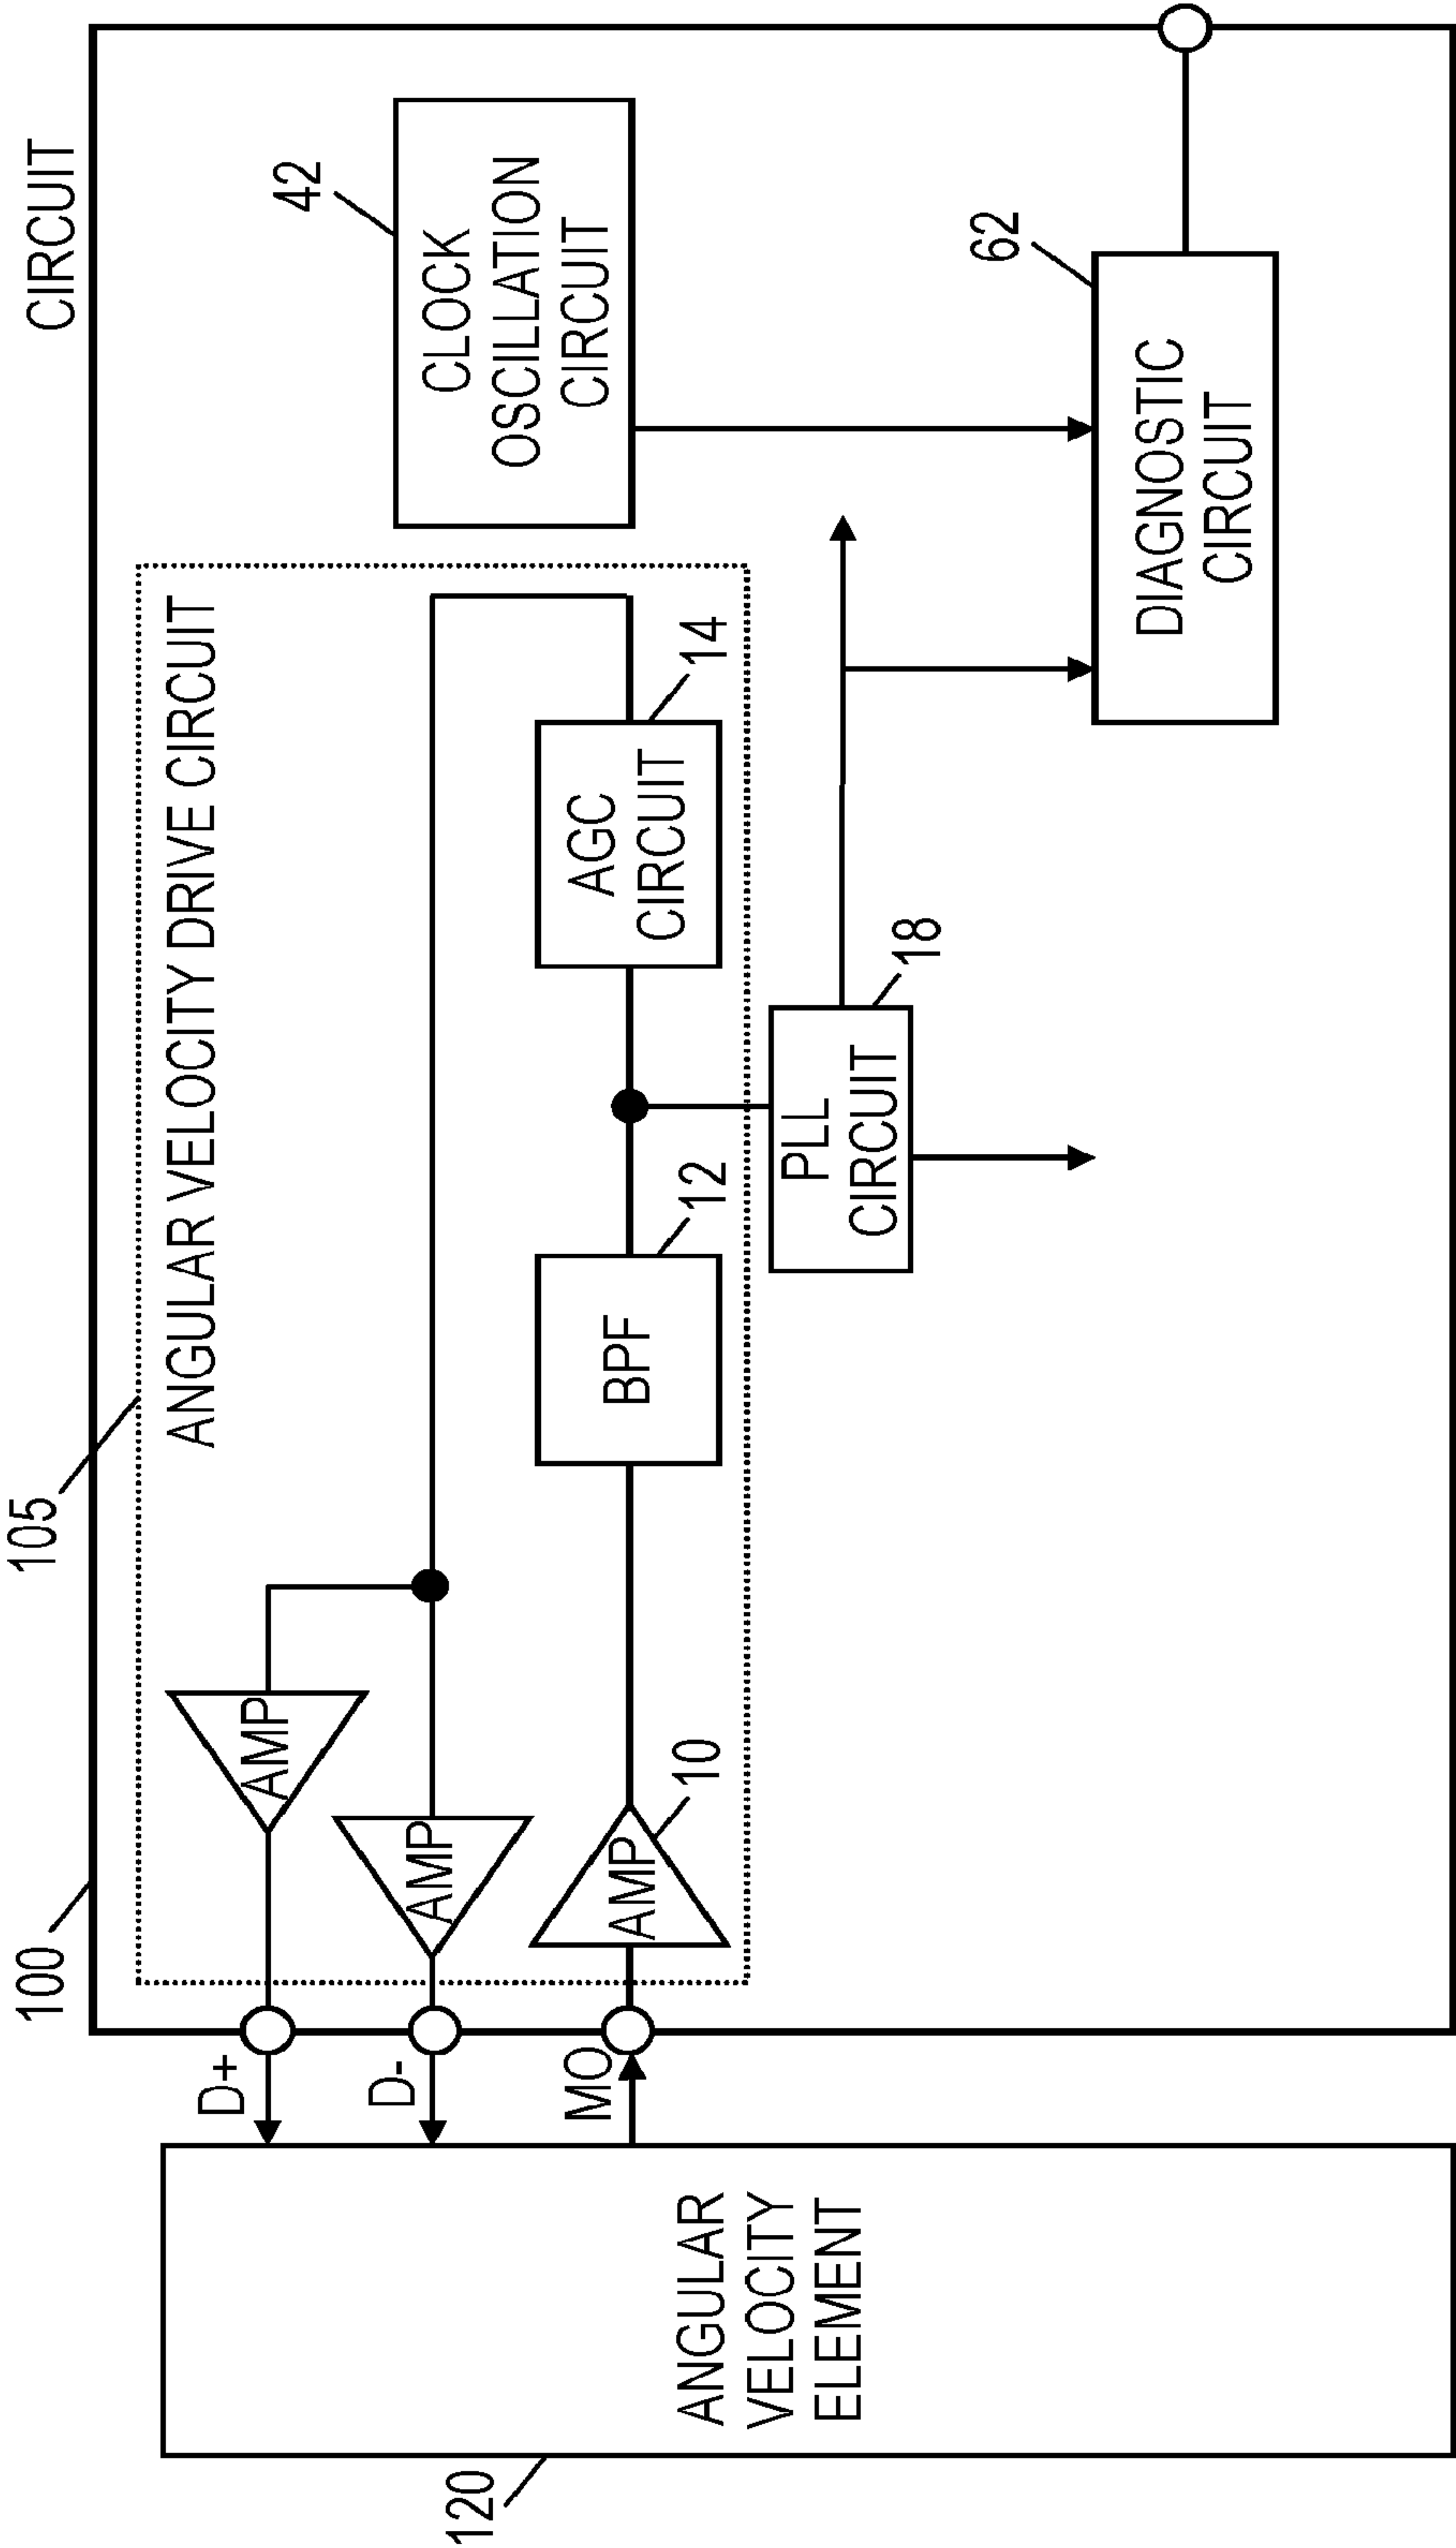 CIRCUIT
100
105
ANGULAR VELOCITY DRIVE CIRCUIT
42
CLOCK
OSCILLATION
CIRCUIT
D+
AMP
D-
AMP
MO
AMP
10
BPF
12
AGC
CIRCUIT
14
PLL
CIRCUIT
18
62
DIAGNOSTIC
CIRCUIT
120
ANGULAR
VELOCITY
ELEMENT